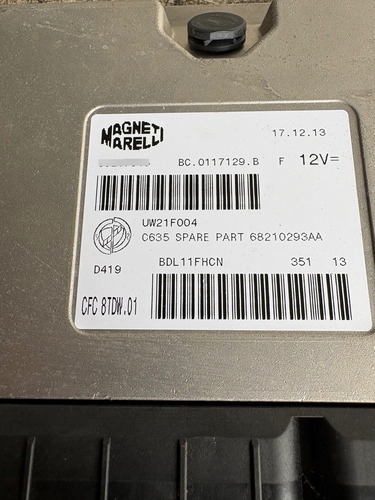 MAGNETI
MARELLI
17.12.13
BC.0117129.B F 12V=
UW21F004
C635 SPARE PART 68210293AA
D419
BDL11FHCN 351 13
CFC 8TDW.01